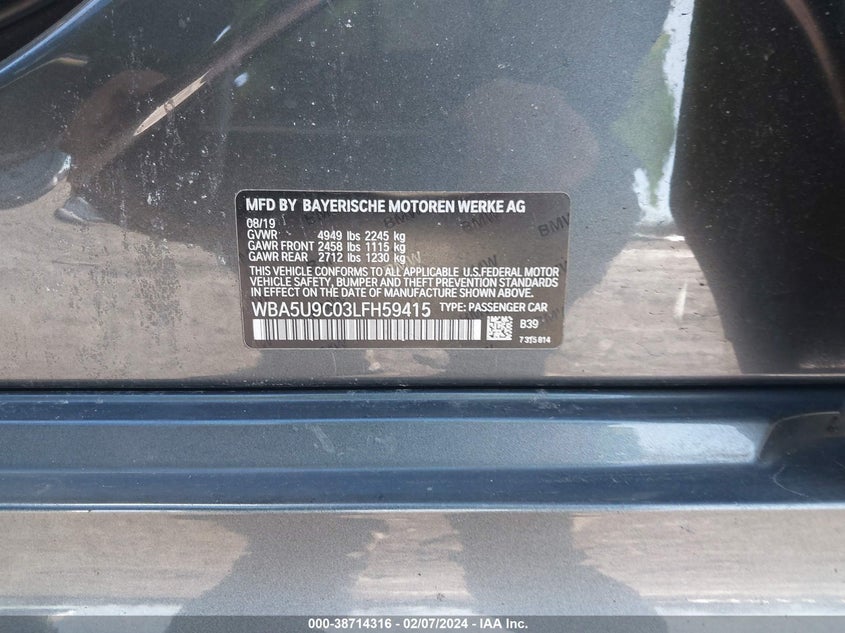 MFD BY BAYERISCHE MOTOREN WERKE AG
08/19
GVWR 4949 lbs 2245 kg
GAWR FRONT 2458 lbs 1115 kg
GAWR REAR 2712 lbs 1230 kg
THIS VEHICLE CONFORMS TO ALL APPLICABLE U.S.FEDERAL MOTOR
VEHICLE SAFETY, BUMPER AND THEFT PREVENTION STANDARDS
IN EFFECT ON THE DATE OF MANUFACTURE SHOWN ABOVE.
WBA5U9C03LFH59415 TYPE: PASSENGER CAR
B39
7315814
000-38714316 - 02/07/2024 - IAA Inc.